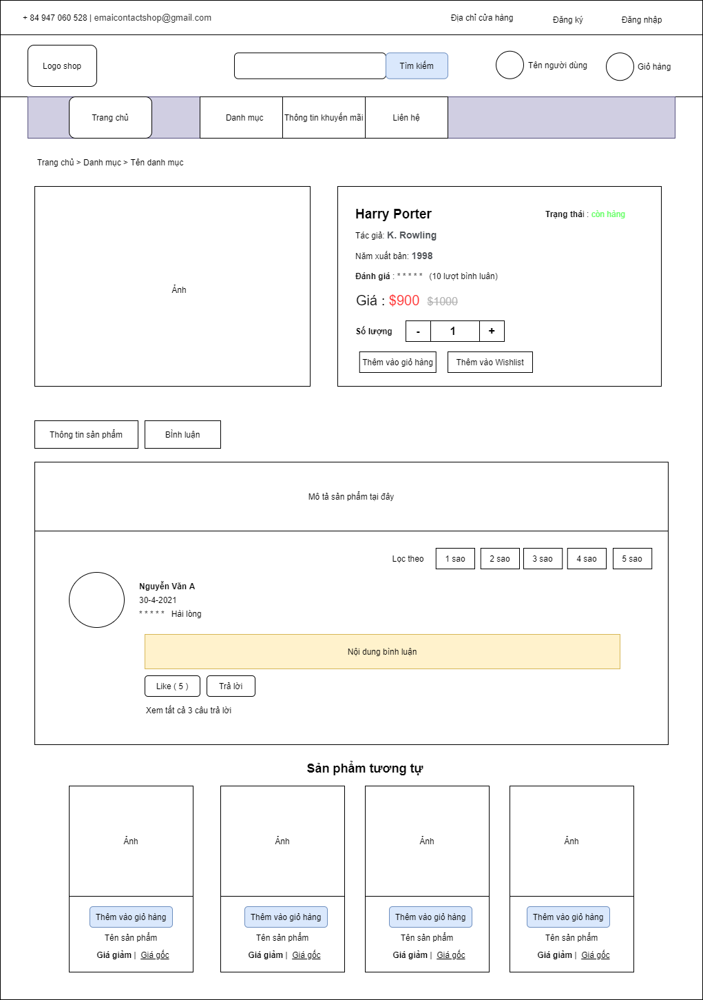 + 84 947 060 528 | emaicontactshop@gmail.com
Địa chỉ cửa hàng
Đăng ký
Đăng nhập
Logo shop
Tìm kiếm
Tên người dùng
Giỏ hàng
Trang chủ
Danh mục
Thông tin khuyến mãi
Liên hệ
Trang chủ > Danh mục > Tên danh mục
Ảnh
Harry Porter
Trạng thái : còn hàng
Tác giả: K. Rowling
Năm xuất bản: 1998
Đánh giá : * * * * * (10 lượt bình luân)
Giá : $900 $1000
Số lượng - 1 +
Thêm vào giỏ hàng
Thêm vào Wishlist
Thông tin sản phẩm
BÌnh luận
Mô tả sản phẩm tại đây
Lọc theo 1 sao 2 sao 3 sao 4 sao 5 sao
Nguyễn Văn A
30-4-2021
* * * * * Hài lòng
Nội dung bình luận
Like ( 5 )
Trả lời
Xem tất cả 3 câu trả lời
Sản phẩm tương tự
Ảnh
Thêm vào giỏ hàng
Tên sản phẩm
Giá giảm | Giá gốc
Ảnh
Thêm vào giỏ hàng
Tên sản phẩm
Giá giảm | Giá gốc
Ảnh
Thêm vào giỏ hàng
Tên sản phẩm
Giá giảm | Giá gốc
Ảnh
Thêm vào giỏ hàng
Tên sản phẩm
Giá giảm | Giá gốc